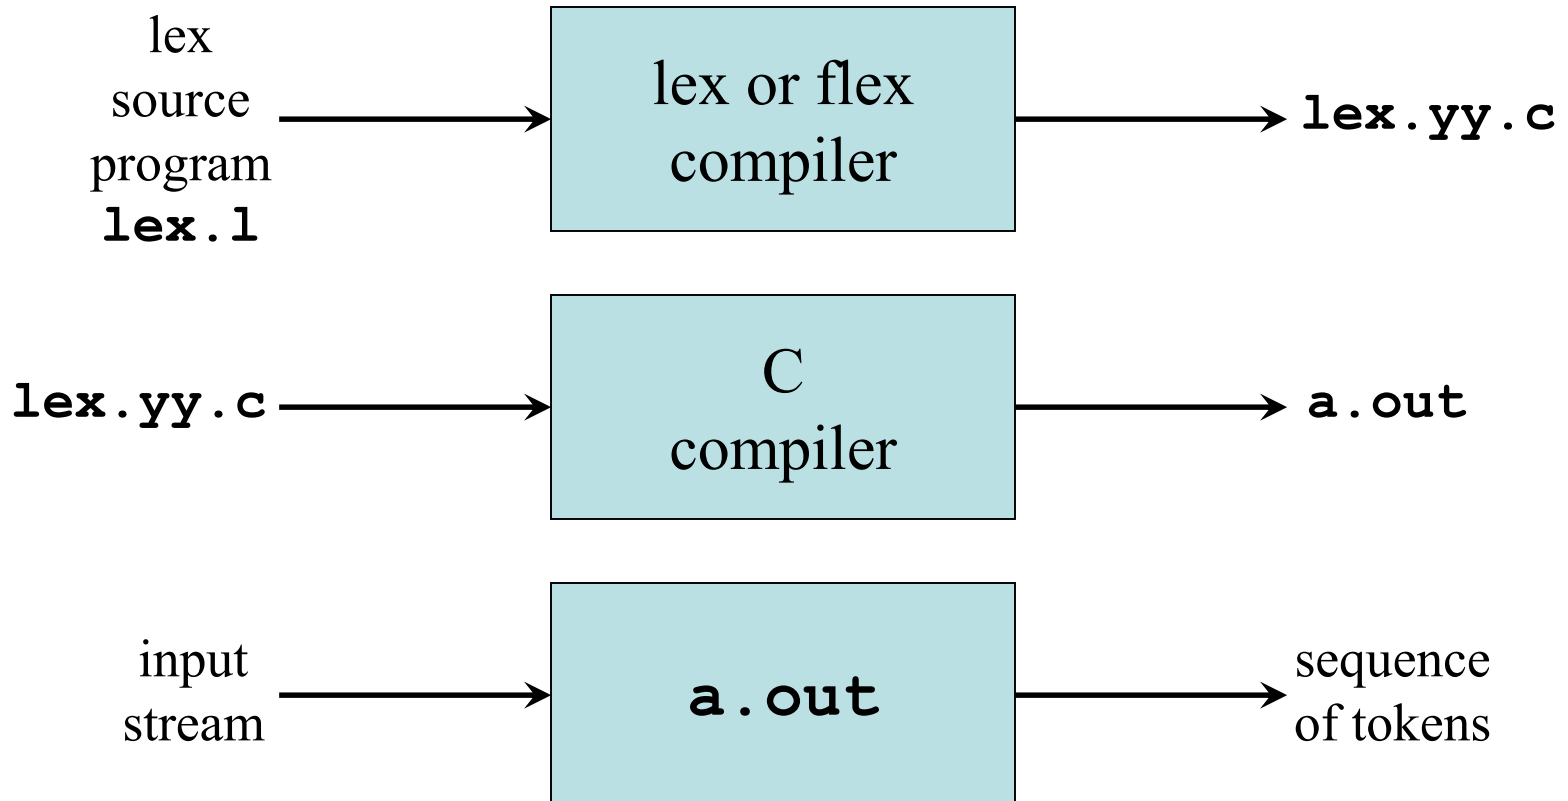 lex
source
program
lex.l
lex or flex
compiler
lex.yy.c
lex.yy.c
C
compiler
a.out
input
stream
a.out
sequence
of tokens